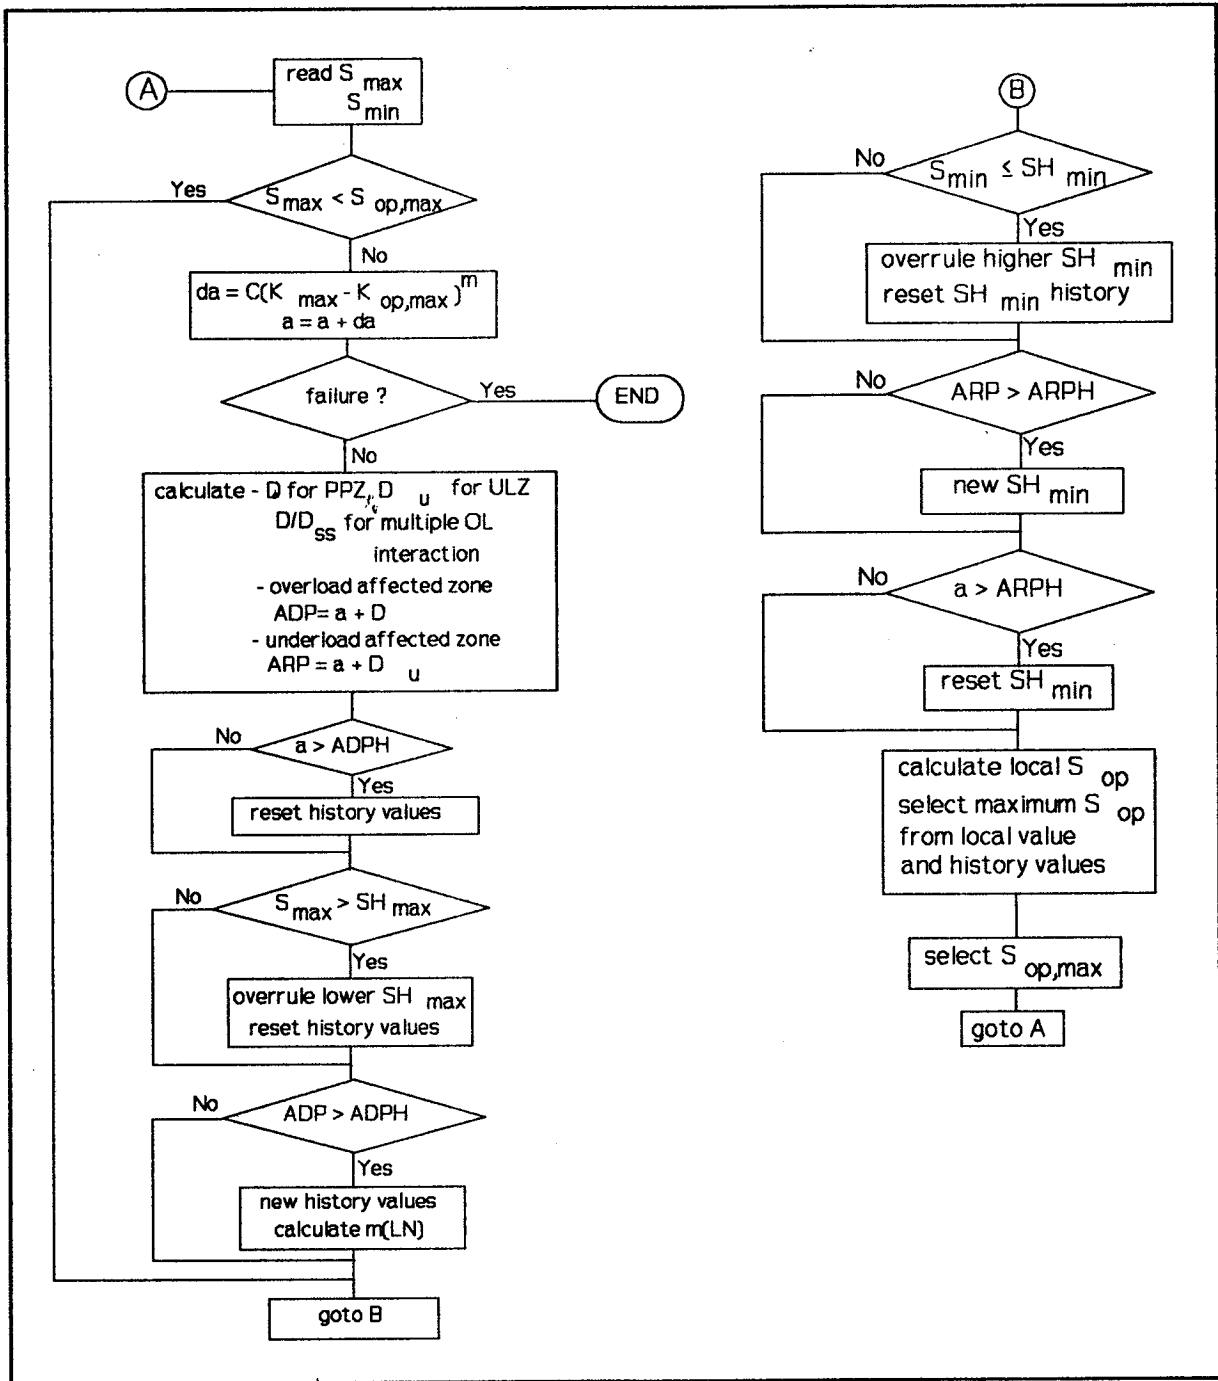 A
read S max
S min
Yes
S max < S op,max
No
da = C(K max - K op,max)^m
a = a + da
failure ?
Yes
END
No
calculate - D for PPZ, D u for ULZ
D/D ss for multiple OL
interaction
- overload affected zone
ADP= a + D
- underload affected zone
ARP = a + D u
No
a > ADPH
Yes
reset history values
No
S max > SH max
Yes
overrule lower SH max
reset history values
No
ADP > ADPH
Yes
new history values
calculate m(LN)
goto B
B
No
S min ≤ SH min
Yes
overrule higher SH min
reset SH min history
No
ARP > ARPH
Yes
new SH min
No
a > ARPH
Yes
reset SH min
calculate local S op
select maximum S op
from local value
and history values
select S op,max
goto A